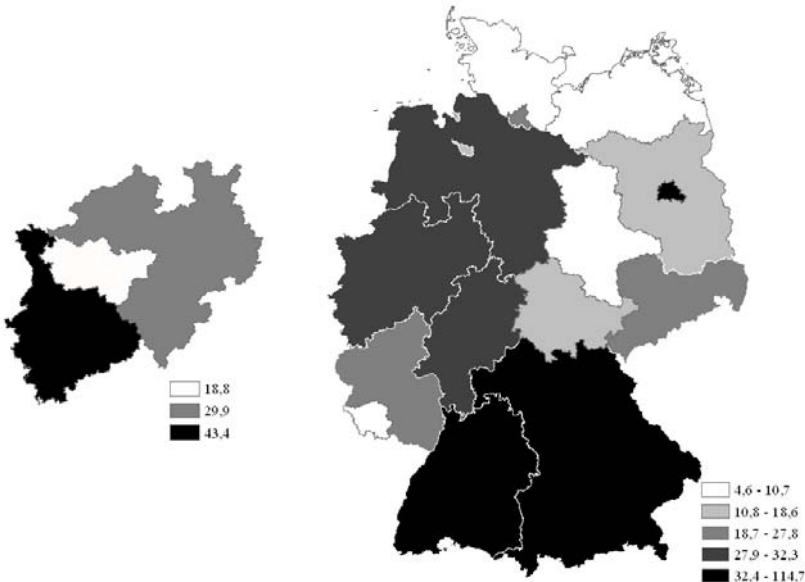 18,8
29,9
43,4
4,6 - 10,7
10,8 - 18,6
18,7 - 27,8
27,9 - 32,3
32,4 - 114,7